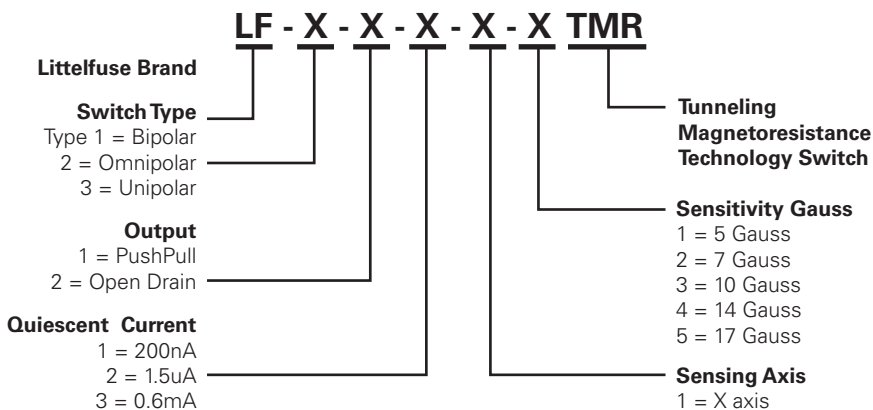 LF - X - X - X - X - X TMR
Littelfuse Brand
Switch Type
Type 1 = Bipolar
2 = Omnipolar
3 = Unipolar
Output
1 = PushPull
2 = Open Drain
Quiescent Current
1 = 200nA
2 = 1.5uA
3 = 0.6mA
Tunneling
Magnetoresistance
Technology Switch
Sensitivity Gauss
1 = 5 Gauss
2 = 7 Gauss
3 = 10 Gauss
4 = 14 Gauss
5 = 17 Gauss
Sensing Axis
1 = X axis